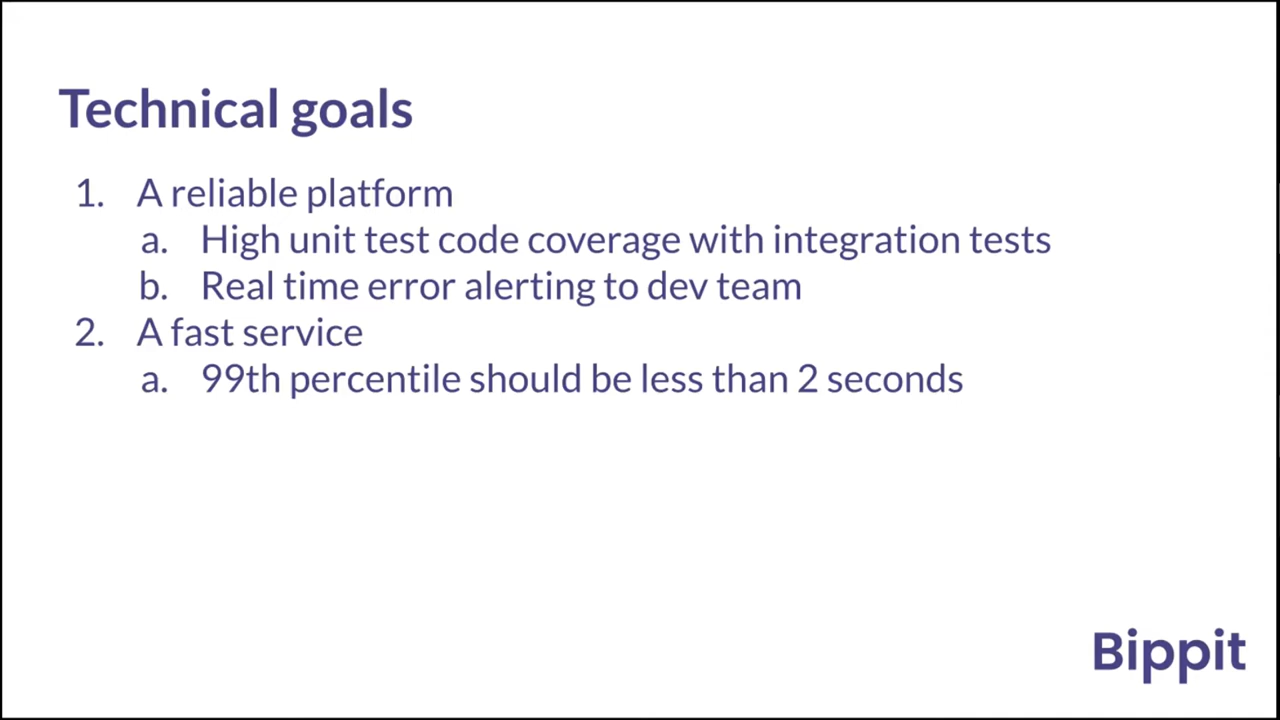 Technical goals
1. A reliable platform
a. High unit test code coverage with integration tests
b. Real time error alerting to dev team
2. A fast service
a. 99th percentile should be less than 2 seconds
Bippit